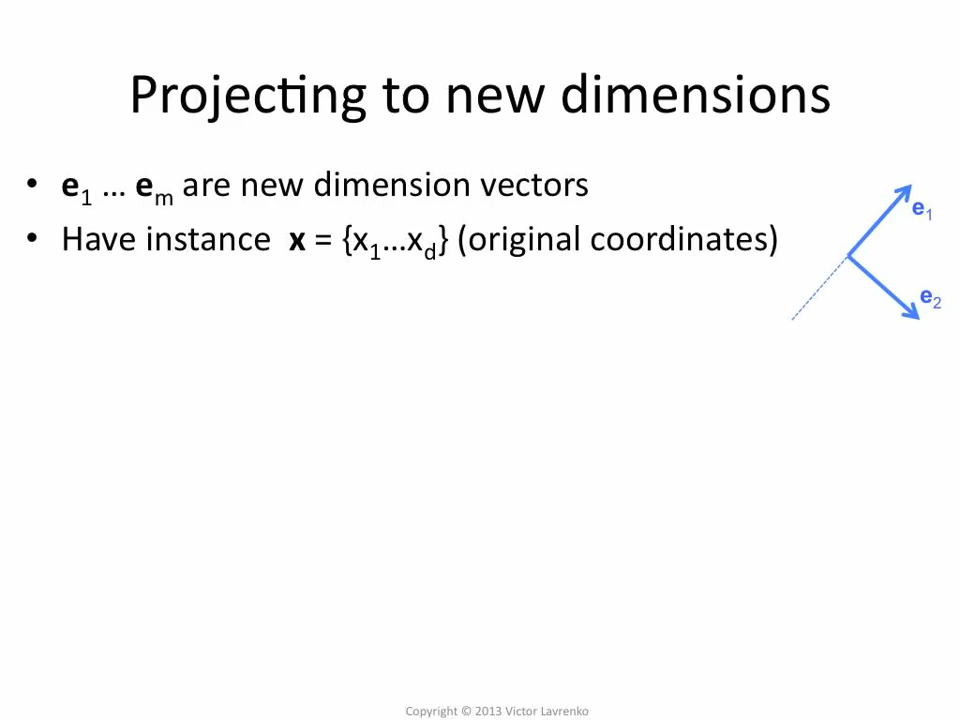 Projecting to new dimensions
• e₁ … eₘ are new dimension vectors
• Have instance x = {x₁…x_d} (original coordinates)
e₁
e₂
Copyright © 2013 Victor Lavrenko